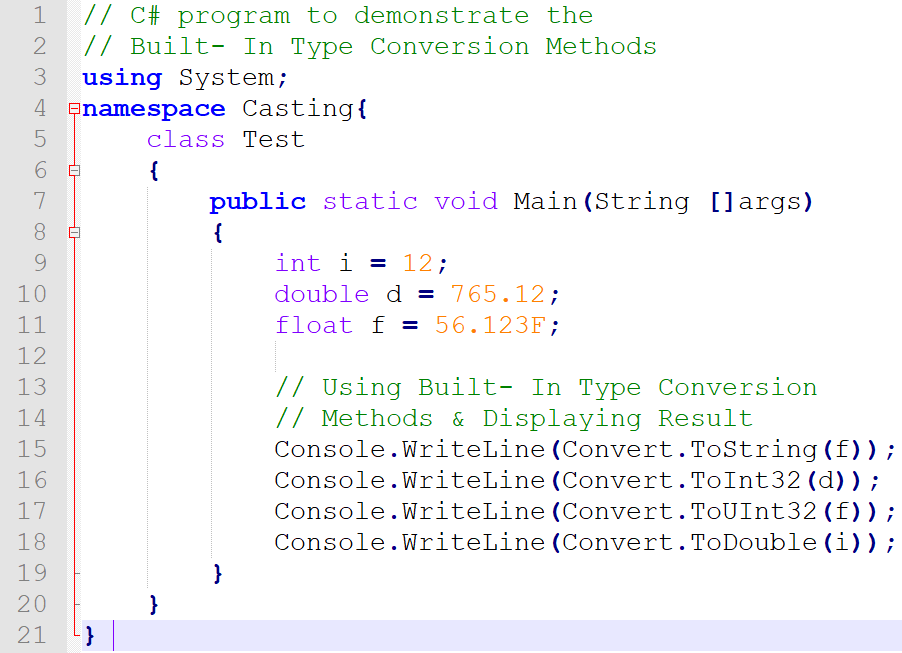 1 // C# program to demonstrate the
2 // Built- In Type Conversion Methods
3 using System;
4 namespace Casting{
5 class Test
6 {
7 public static void Main(String []args)
8 {
9 int i = 12;
10 double d = 765.12;
11 float f = 56.123F;
12
13 // Using Built- In Type Conversion
14 // Methods & Displaying Result
15 Console.WriteLine(Convert.ToString(f));
16 Console.WriteLine(Convert.ToInt32(d));
17 Console.WriteLine(Convert.ToUInt32(f));
18 Console.WriteLine(Convert.ToDouble(i));
19 }
20 }
21 }